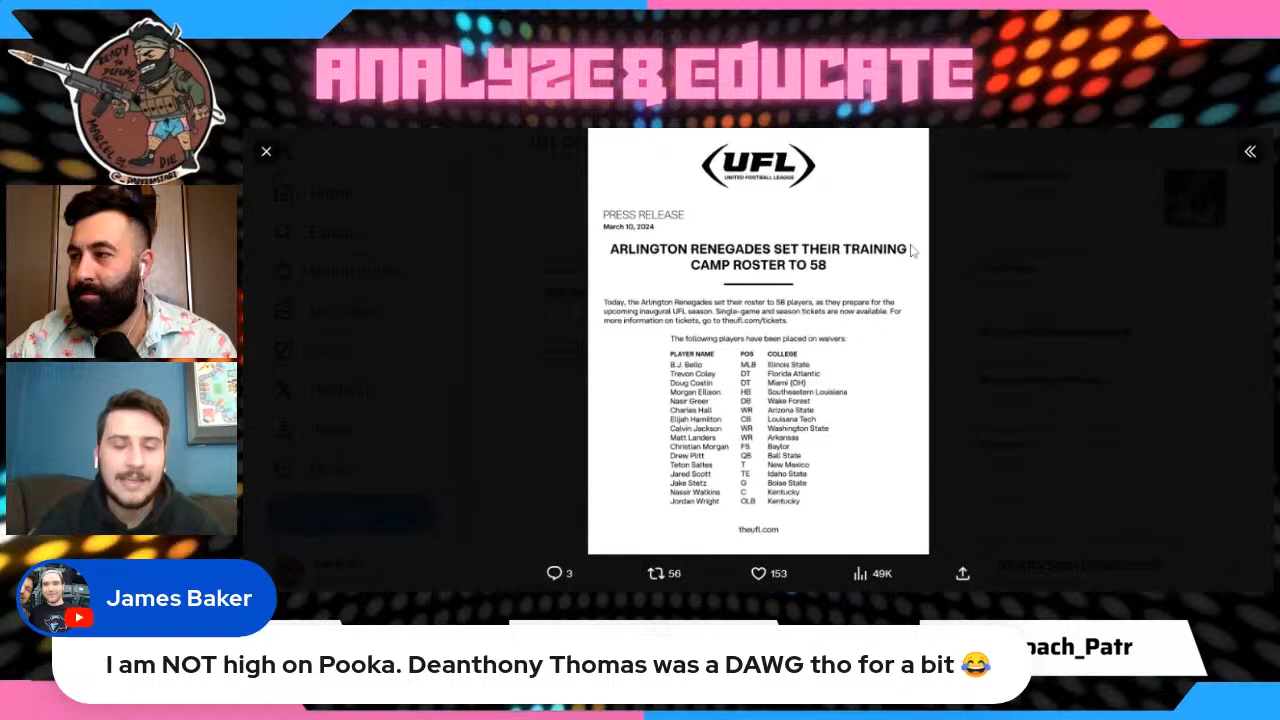 ANALYZE & EDUCATE
READY
TO
DEFEND
MARCEL OR
DIE
UFL
UNITED FOOTBALL LEAGUE
PRESS RELEASE
March 10, 2024
ARLINGTON RENEGADES SET THEIR TRAINING
CAMP ROSTER TO 58
Today, the Arlington Renegades set their roster to 58 players, as they prepare for the
upcoming inaugural UFL season. Single-game and season tickets are now available. For
more information on tickets, go to theufl.com/tickets.
The following players have been placed on waivers:
PLAYER NAME POS COLLEGE
B.J. Bello MLB Illinois State
Trevon Coley DT Florida Atlantic
Doug Costin DT Miami (OH)
Morgan Ellison HB Southeastern Louisiana
Nasir Greer DB Wake Forest
Charles Hall WR Arizona State
Elijah Hamilton CB Louisana Tech
Calvin Jackson WR Washington State
Matt Landers WR Arkansas
Christian Morgan FS Baylor
Drew Plitt QB Ball State
Teton Saltes T New Mexico
Jared Scott TE Idaho State
Jake Stetz G Boise State
Nassir Watkins C Kentucky
Jordan Wright OLB Kentucky
theufl.com
3 56 153 49K
James Baker
I am NOT high on Pooka. Deanthony Thomas was a DAWG tho for a bit 😂
oach_Patr